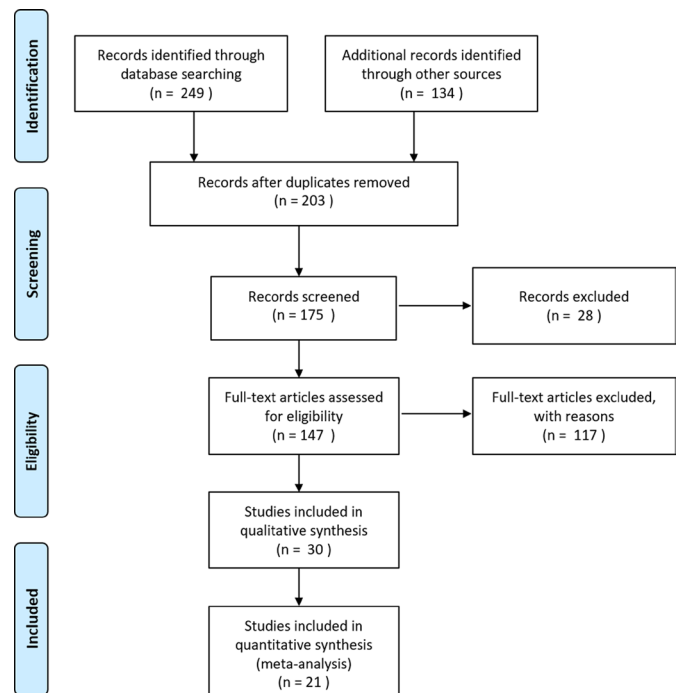 Identification
Records identified through
database searching
(n = 249 )
Additional records identified
through other sources
(n = 134 )
Records after duplicates removed
(n = 203 )
Screening
Records screened
(n = 175 )
Records excluded
(n = 28 )
Eligibility
Full-text articles assessed
for eligibility
(n = 147 )
Full-text articles excluded,
with reasons
(n = 117 )
Studies included in
qualitative synthesis
(n = 30 )
Included
Studies included in
quantitative synthesis
(meta-analysis)
(n = 21 )